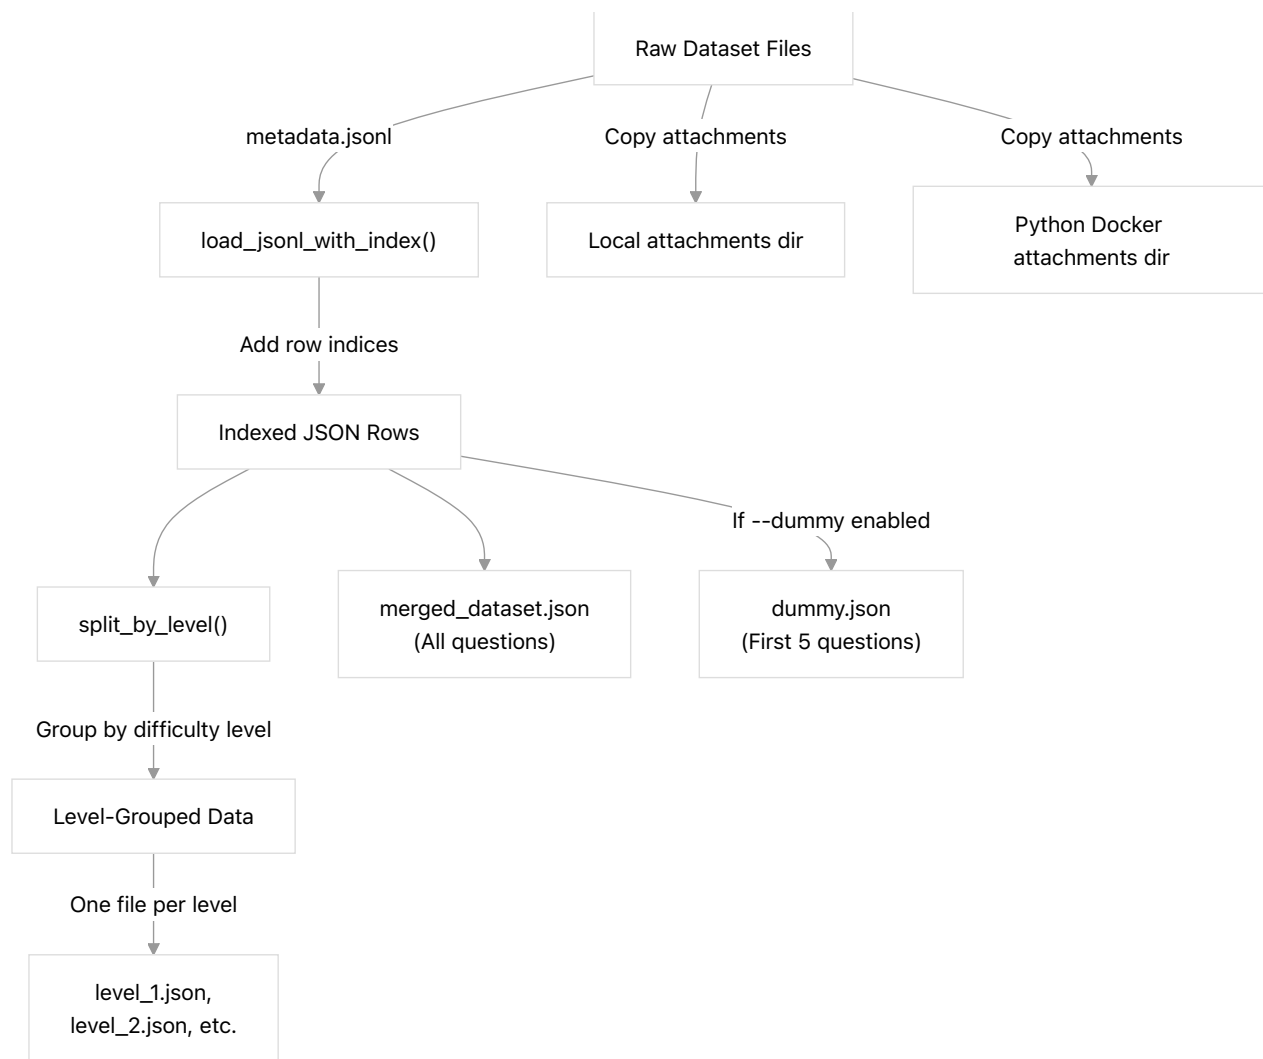 Raw Dataset Files
metadata.jsonl
Copy attachments
Copy attachments
load_jsonl_with_index()
Local attachments dir
Python Docker
attachments dir
Add row indices
Indexed JSON Rows
If --dummy enabled
split_by_level()
merged_dataset.json
(All questions)
dummy.json
(First 5 questions)
Group by difficulty level
Level-Grouped Data
One file per level
level_1.json,
level_2.json, etc.